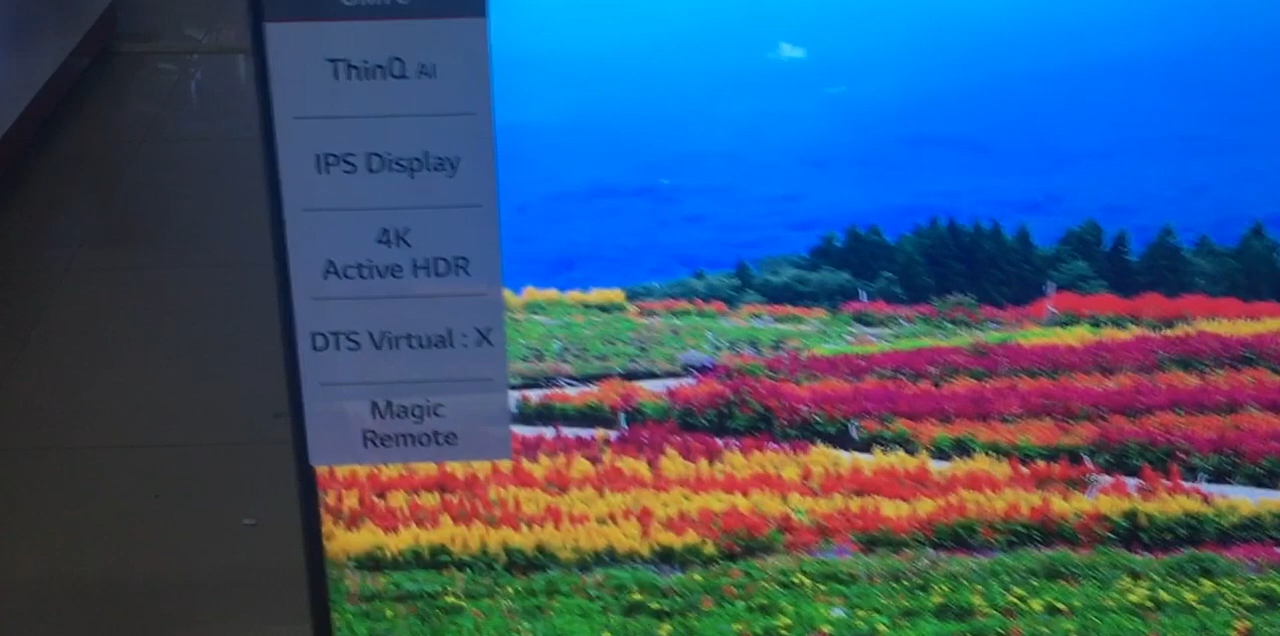 ThinQ AI
IPS Display
4K
Active HDR
DTS Virtual : X
Magic
Remote